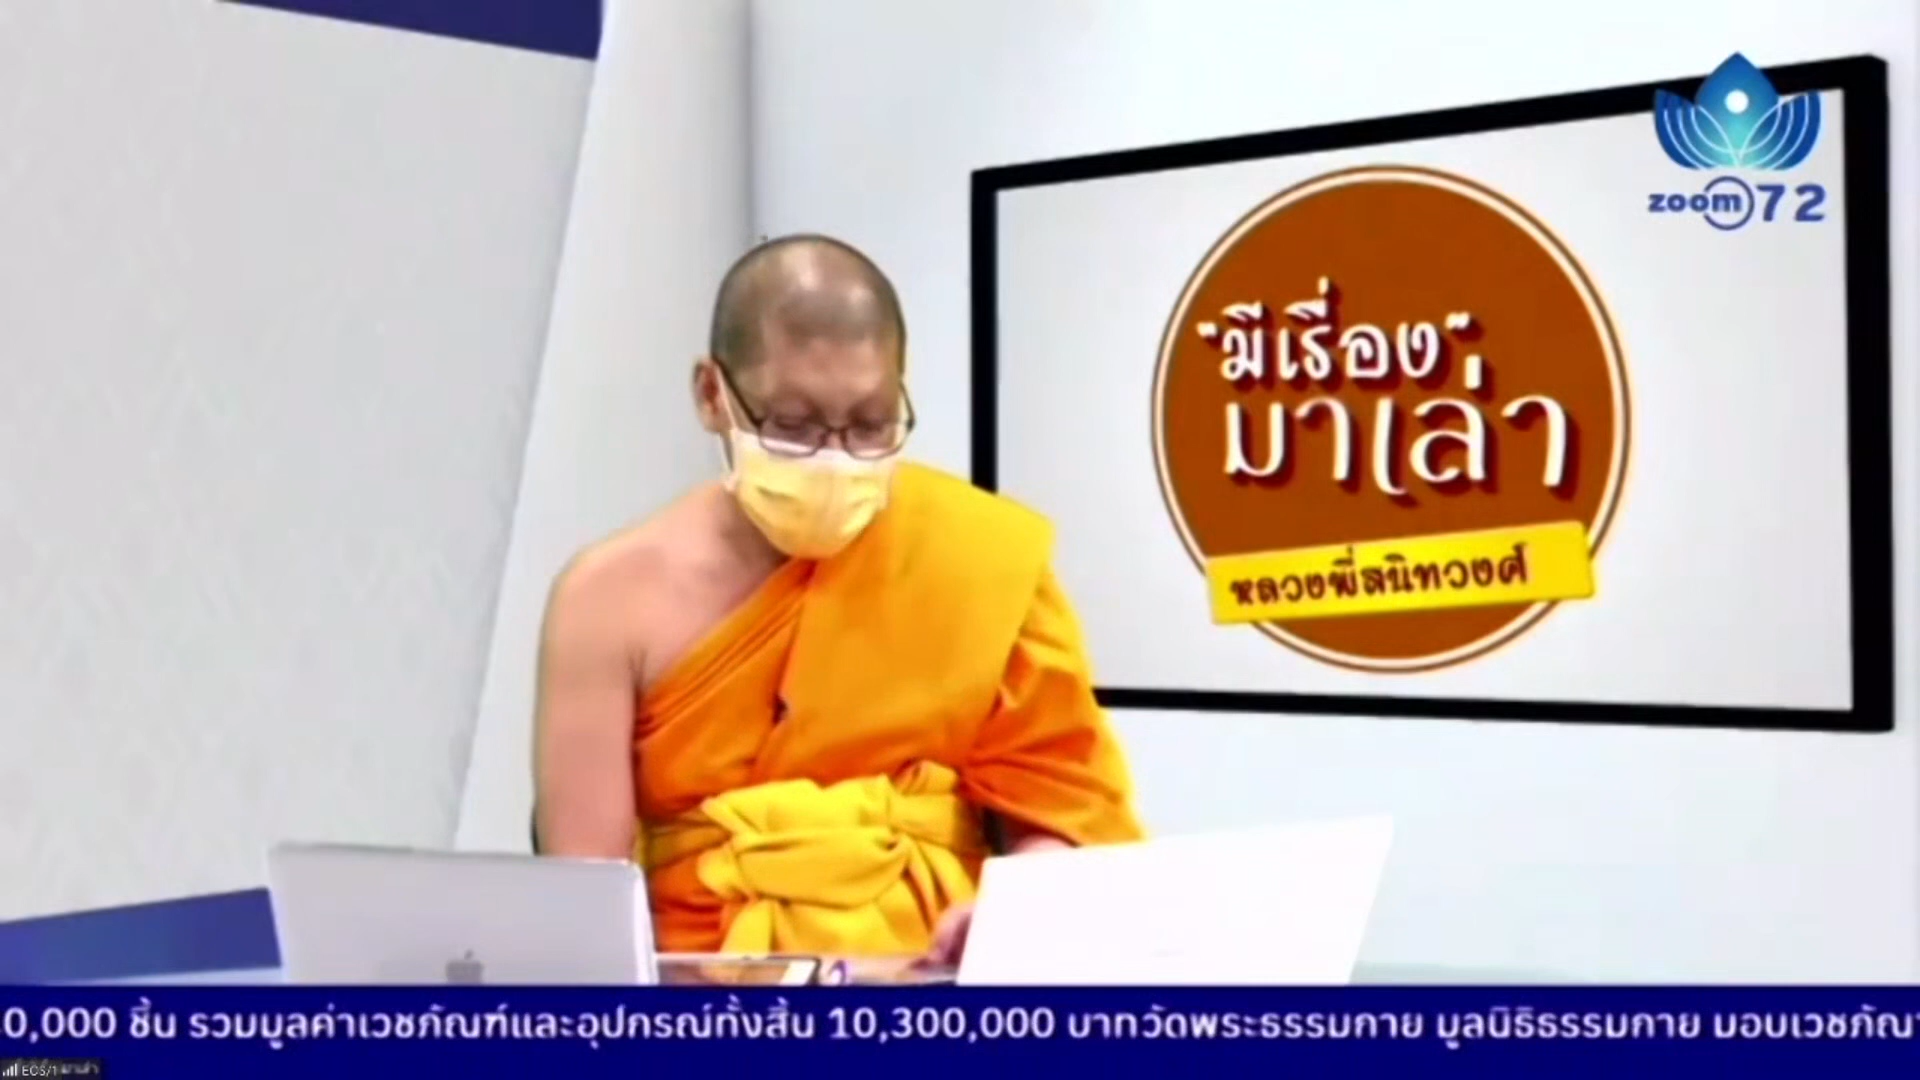 zoom 72
"มีเรื่อง"
มาเล่า
หลวงพี่สนิทวงศ์
0,000 ชิ้น รวมมูลค่าเวชภัณฑ์และอุปกรณ์ทั้งสิ้น 10,300,000 บาทวัดพระธรรมกาย มูลนิธิธรรมกาย มอบเวชภัณ